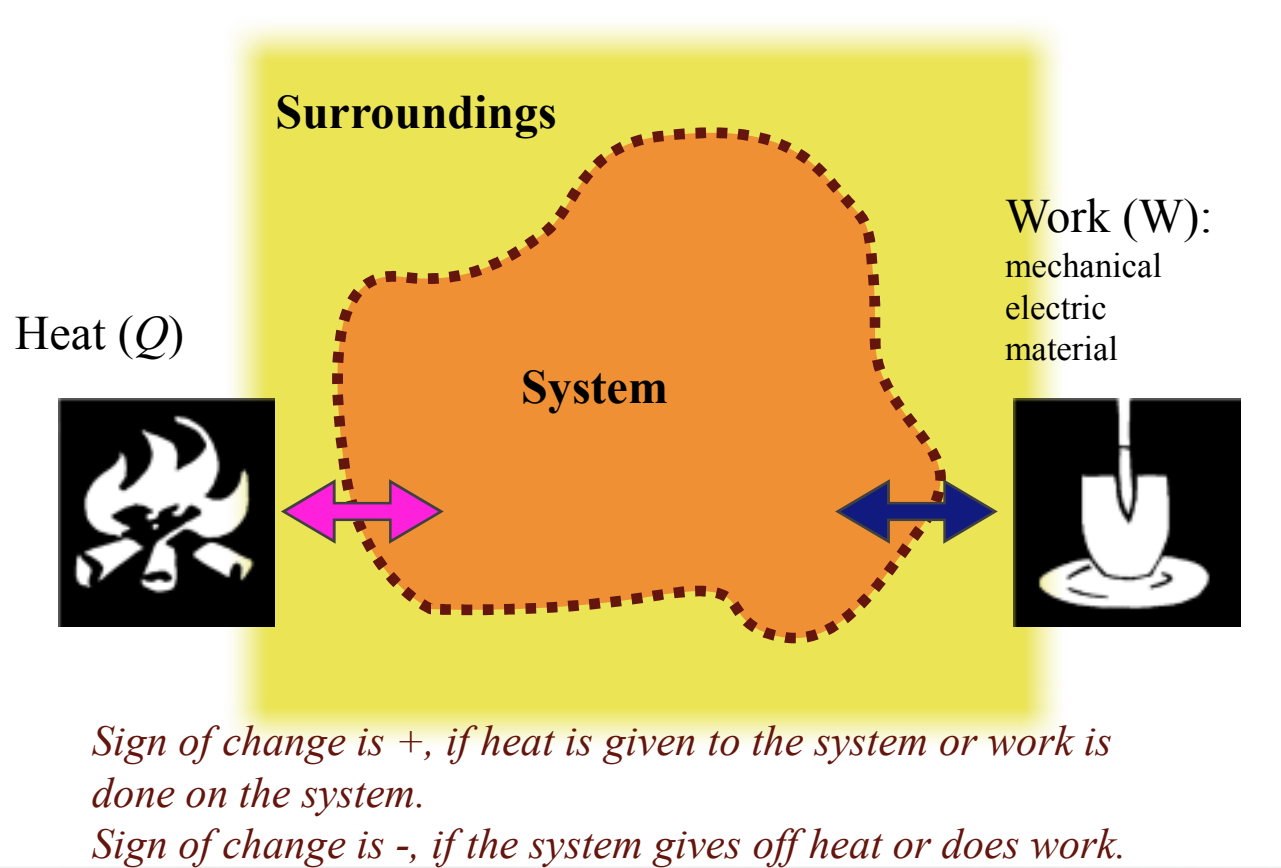 Surroundings
Work (W):
mechanical
electric
material
Heat (Q)
System
Sign of change is +, if heat is given to the system or work is
done on the system.
Sign of change is -, if the system gives off heat or does work.